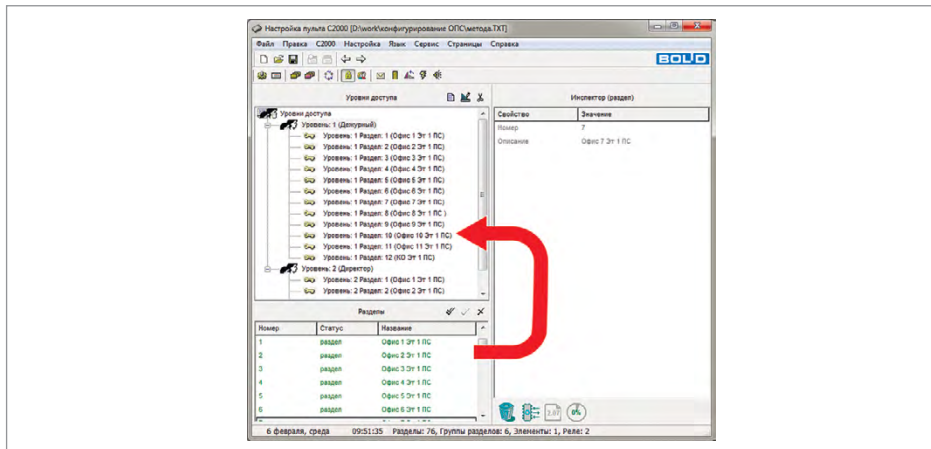 Настройка пульта С2000 [D:\work\конфигурирование ОПС\метода.TXT]
Файл Правка С2000 Настройка Язык Сервис Страницы Справка
BOLID
Уровни доступа
Инспектор (раздел)
Уровни доступа
Свойство Значение
Уровень: 1 (Дежурный)
Номер 7
Уровень: 1 Раздел: 1 (Офис 1 Эт 1 ПС)
Описание Офис 7 Эт 1 ПС
Уровень: 1 Раздел: 2 (Офис 2 Эт 1 ПС)
Уровень: 1 Раздел: 3 (Офис 3 Эт 1 ПС)
Уровень: 1 Раздел: 4 (Офис 4 Эт 1 ПС)
Уровень: 1 Раздел: 5 (Офис 5 Эт 1 ПС)
Уровень: 1 Раздел: 6 (Офис 6 Эт 1 ПС)
Уровень: 1 Раздел: 7 (Офис 7 Эт 1 ПС)
Уровень: 1 Раздел: 8 (Офис 8 Эт 1 ПС )
Уровень: 1 Раздел: 9 (Офис 9 Эт 1 ПС)
Уровень: 1 Раздел: 10 (Офис 10 Эт 1 ПС)
Уровень: 1 Раздел: 11 (Офис 11 Эт 1 ПС)
Уровень: 1 Раздел: 12 (КО Эт 1 ПС)
Уровень: 2 (Директор)
Уровень: 2 Раздел: 1 (Офис 1 Эт 1 ПС)
Уровень: 2 Раздел: 2 (Офис 2 Эт 1 ПС)
Разделы
Номер Статус Название
1 раздел Офис 1 Эт 1 ПС
2 раздел Офис 2 Эт 1 ПС
3 раздел Офис 3 Эт 1 ПС
4 раздел Офис 4 Эт 1 ПС
5 раздел Офис 5 Эт 1 ПС
6 раздел Офис 6 Эт 1 ПС
2.07 0%
6 февраля, среда 09:51:35 Разделы: 76, Группы разделов: 6, Элементы: 1, Реле: 2